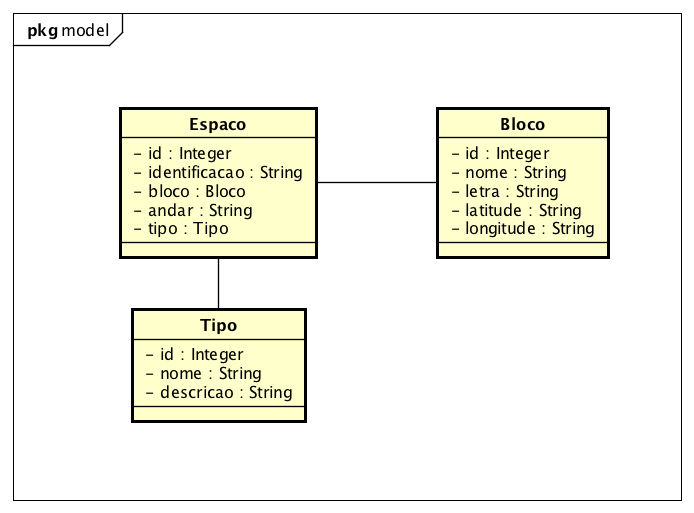 pkg model
Espaco
- id : Integer
- identificacao : String
- bloco : Bloco
- andar : String
- tipo : Tipo
Bloco
- id : Integer
- nome : String
- letra : String
- latitude : String
- longitude : String
Tipo
- id : Integer
- nome : String
- descricao : String